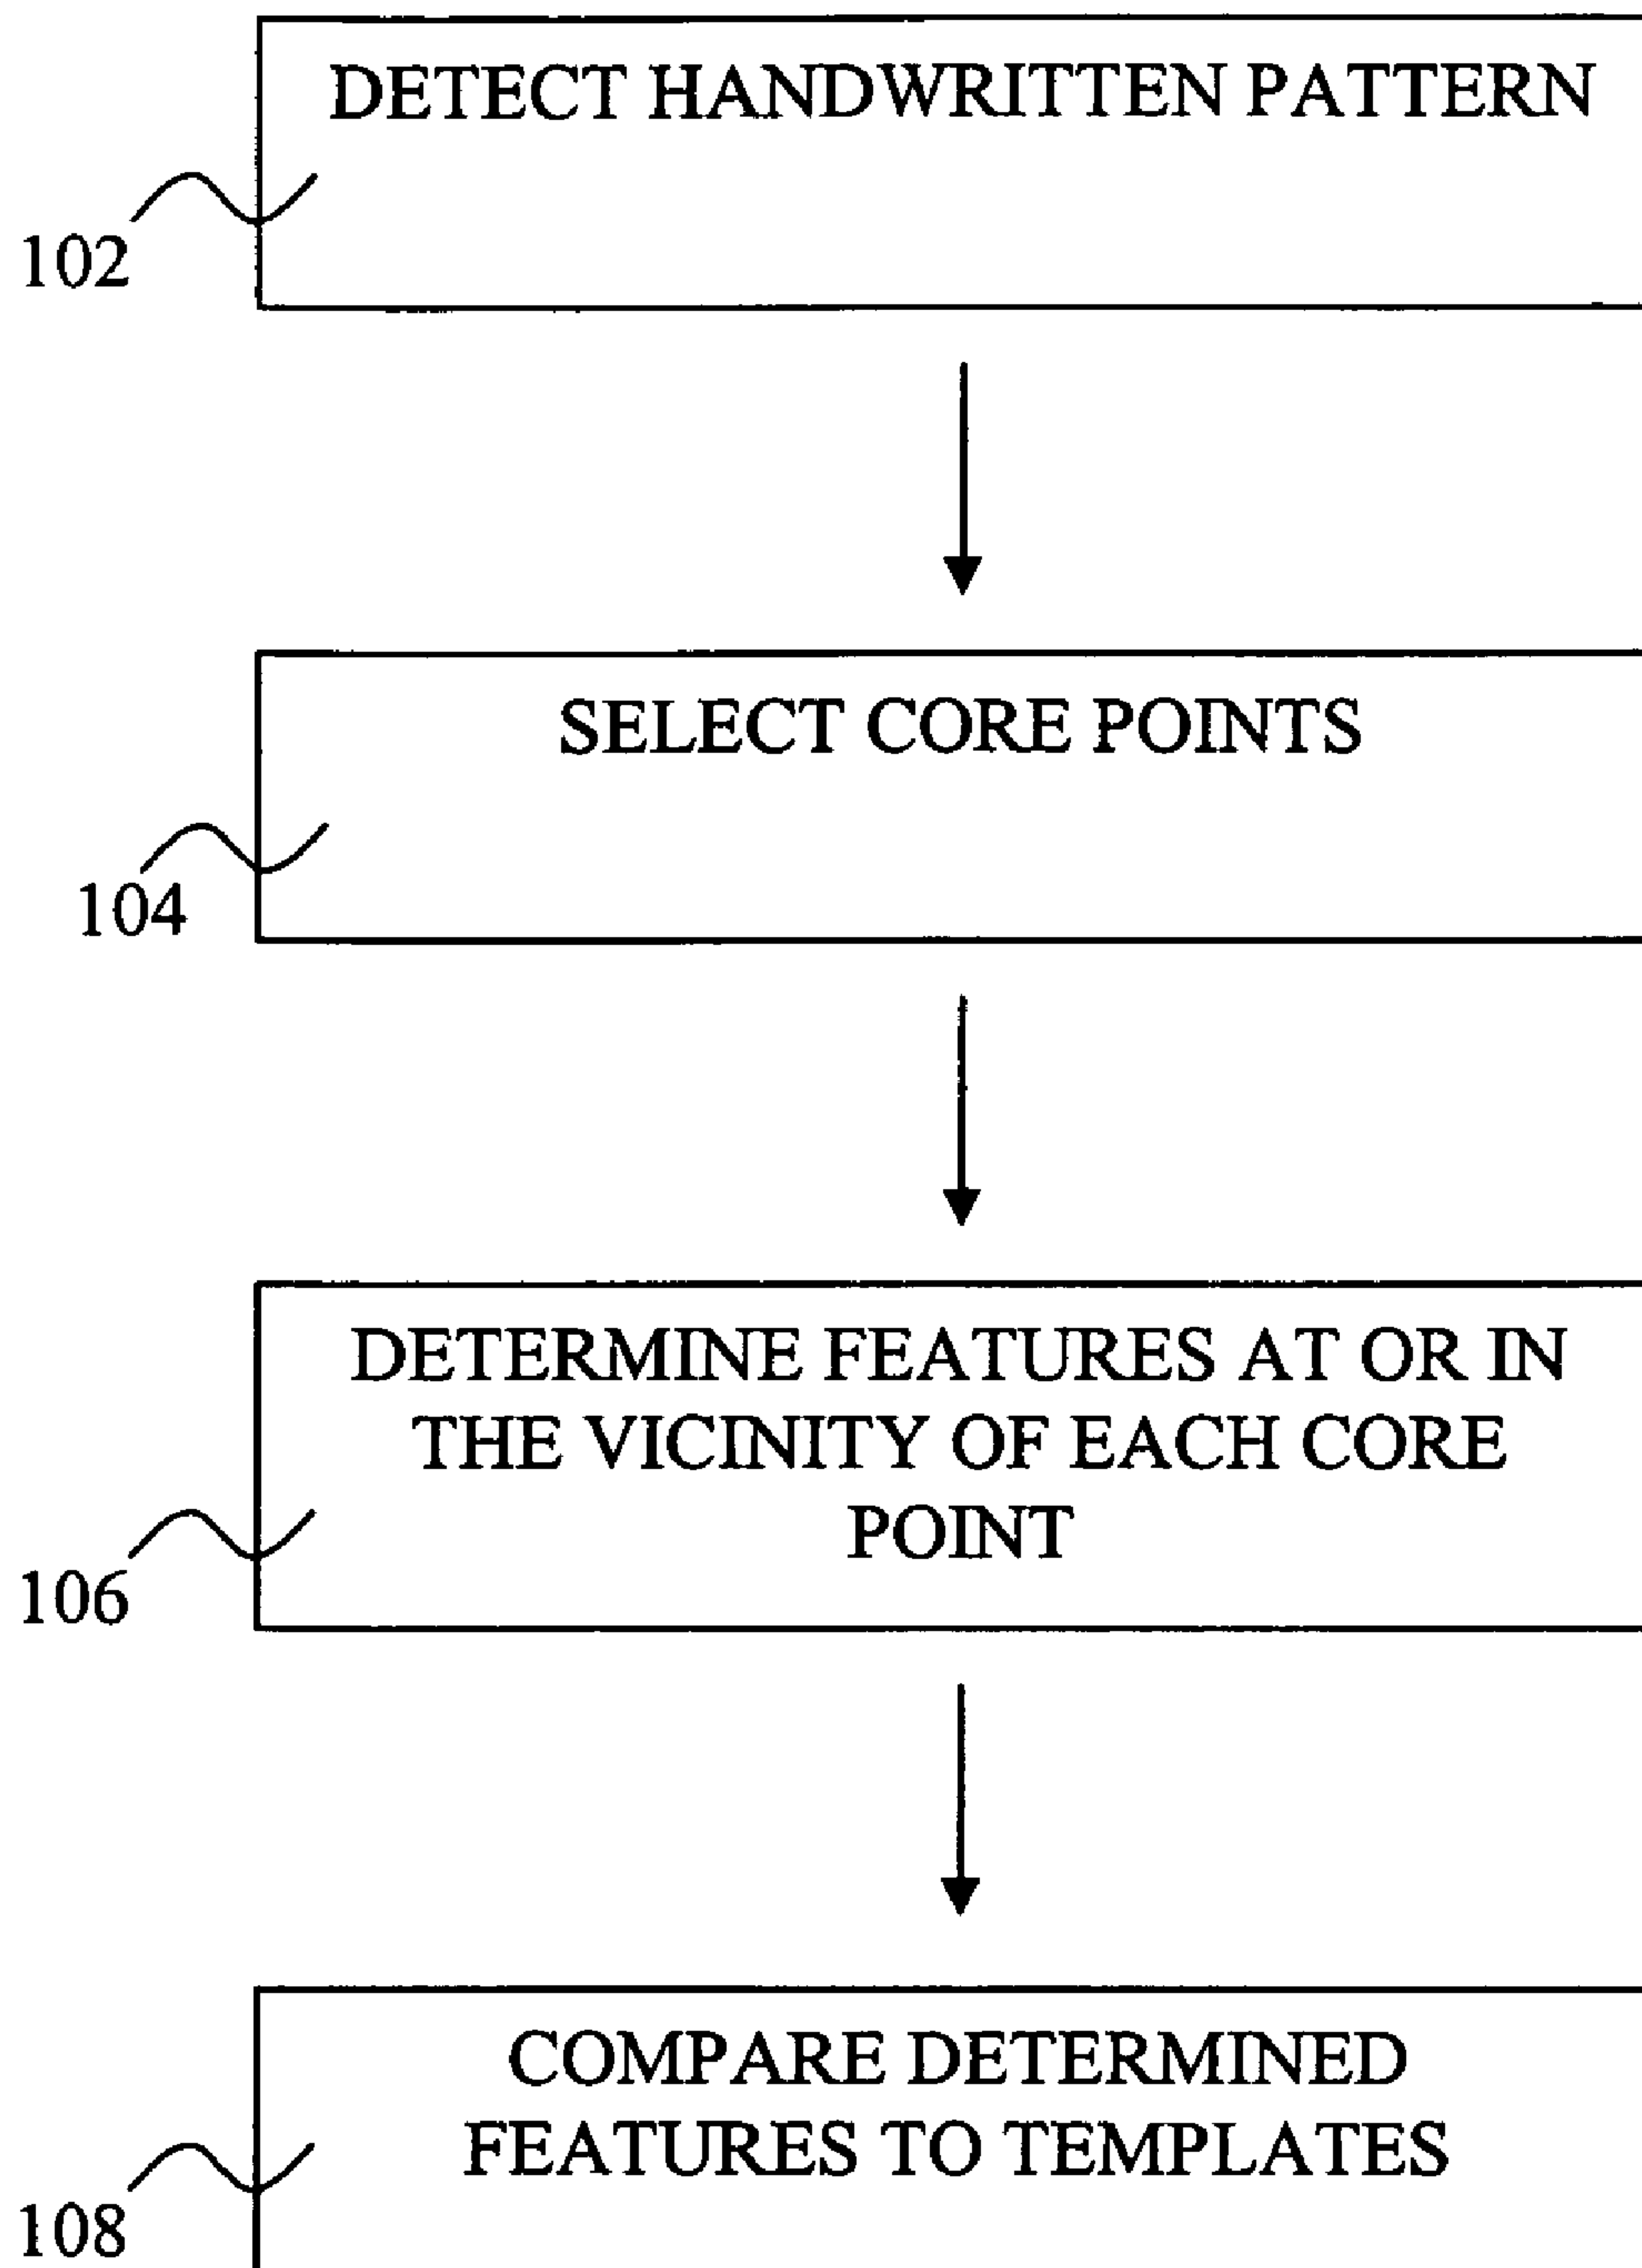 DETECT HANDWRITTEN PATTERN
102
SELECT CORE POINTS
104
DETERMINE FEATURES AT OR IN
THE VICINITY OF EACH CORE
POINT
106
COMPARE DETERMINED
FEATURES TO TEMPLATES
108